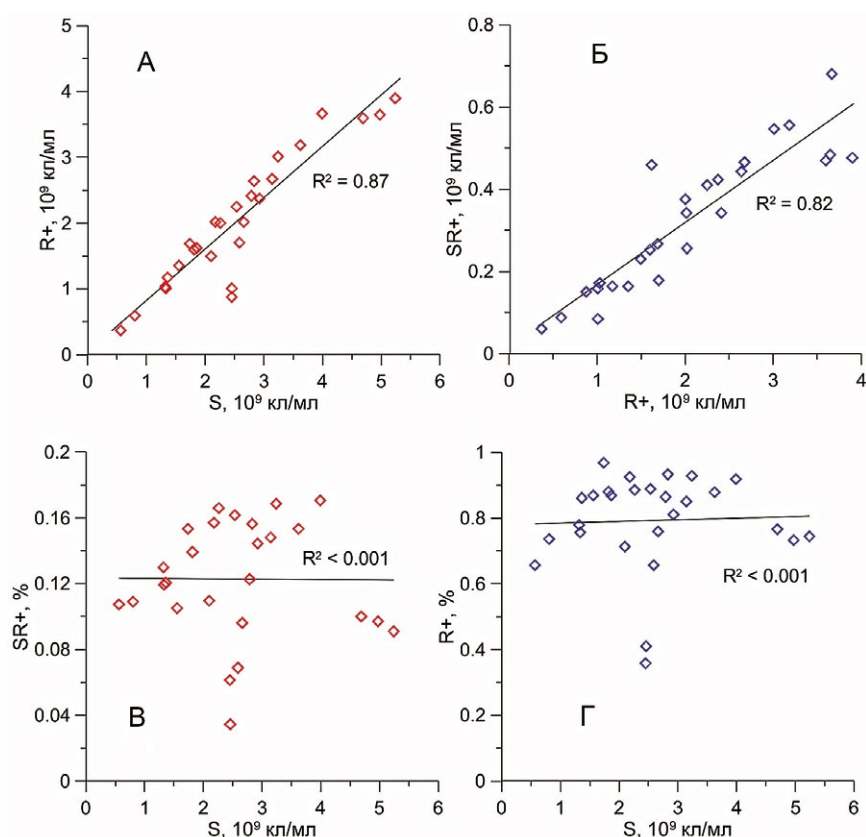 А
R+, 10⁹ кл/мл
5
4
3
2
1
0
R² = 0.87
0 1 2 3 4 5 6
S, 10⁹ кл/мл
Б
SR+, 10⁹ кл/мл
0.8
0.6
0.4
0.2
0
R² = 0.82
0 1 2 3 4
R+, 10⁹ кл/мл
В
SR+, %
0.2
0.16
0.12
0.08
0.04
0
R² < 0.001
0 1 2 3 4 5 6
S, 10⁹ кл/мл
Г
R+, %
1
0.8
0.6
0.4
0.2
0
R² < 0.001
0 1 2 3 4 5 6
S, 10⁹ кл/мл